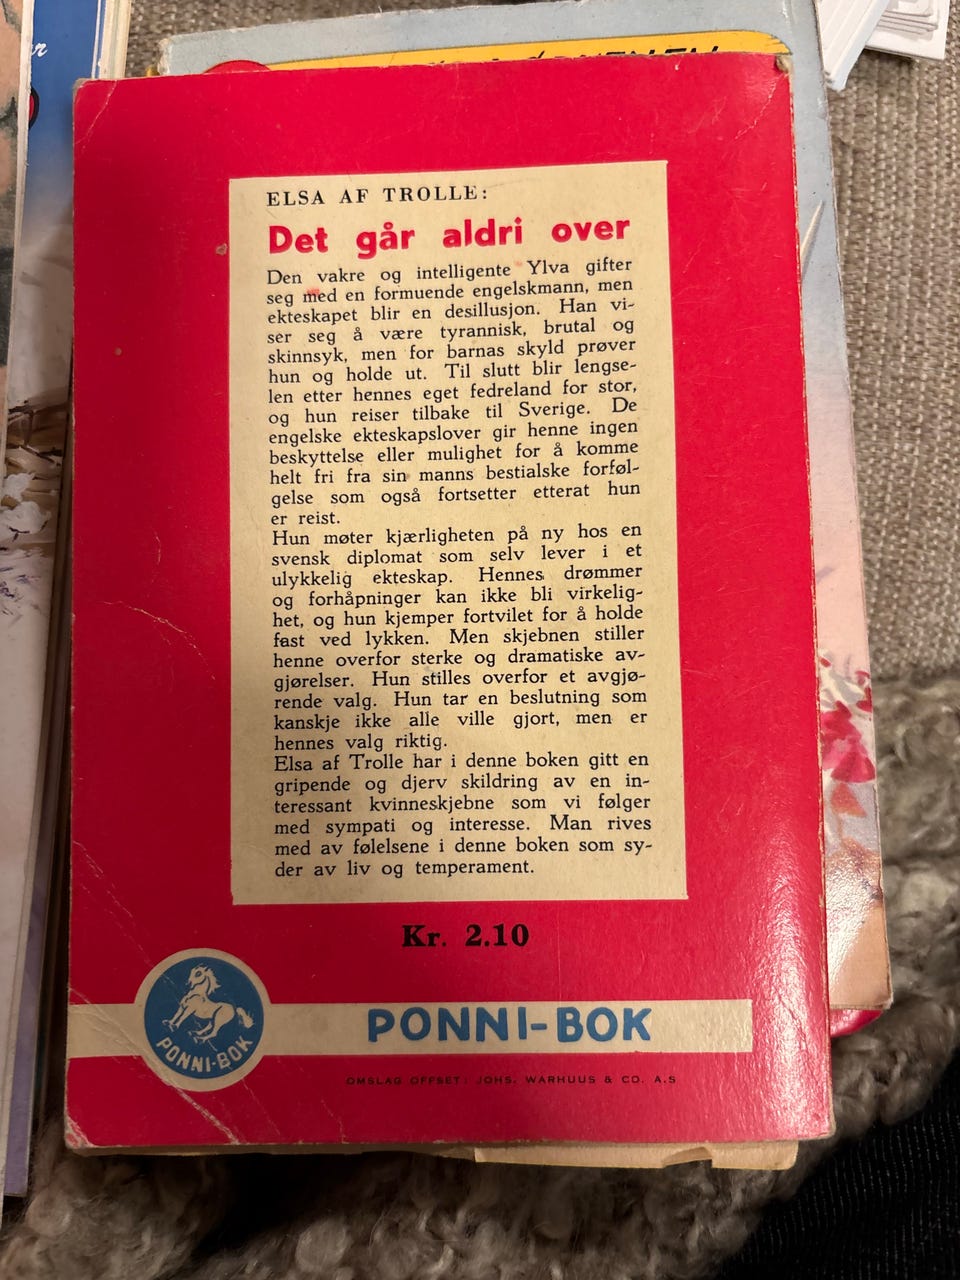 ELSA AF TROLLE:
Det går aldri over
Den vakre og intelligente Ylva gifter
seg med en formuende engelskmann, men
ekteskapet blir en desillusjon. Han vi-
ser seg å være tyrannisk, brutal og
skinnsyk, men for barnas skyld prøver
hun og holde ut. Til slutt blir lengse-
len etter hennes eget fedreland for stor,
og hun reiser tilbake til Sverige. De
engelske ekteskapslover gir henne ingen
beskyttelse eller mulighet for å komme
helt fri fra sin manns bestialske forføl-
gelse som også fortsetter etterat hun
er reist.
Hun møter kjærligheten på ny hos en
svensk diplomat som selv lever i et
ulykkelig ekteskap. Hennes drømmer
og forhåpninger kan ikke bli virkelig-
het, og hun kjemper fortvilet for å holde
fast ved lykken. Men skjebnen stiller
henne overfor sterke og dramatiske av-
gjørelser. Hun stilles overfor et avgjø-
rende valg. Hun tar en beslutning som
kanskje ikke alle ville gjort, men er
hennes valg riktig.
Elsa af Trolle har i denne boken gitt en
gripende og djerv skildring av en in-
teressant kvinneskjebne som vi følger
med sympati og interesse. Man rives
med av følelsene i denne boken som sy-
der av liv og temperament.
Kr. 2.10
PONNI-BOK
PONNI-BOK
OMSLAG OFFSET: JOHS. WARHUUS & CO. A.S